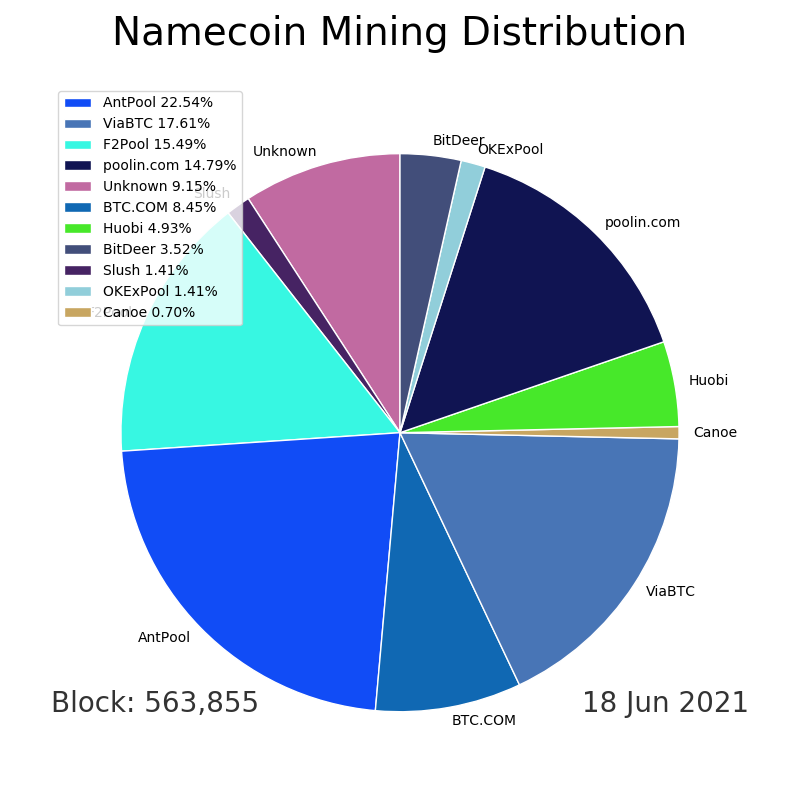 Namecoin Mining Distribution
AntPool 22.54%
ViaBTC 17.61%
F2Pool 15.49%
poolin.com 14.79%
Unknown 9.15%
BTC.COM 8.45%
Huobi 4.93%
BitDeer 3.52%
Slush 1.41%
OKExPool 1.41%
Canoe 0.70%
BitDeer
OKExPool
Unknown
Slush
poolin.com
F2Pool
Huobi
Canoe
ViaBTC
AntPool
BTC.COM
Block: 563,855
18 Jun 2021